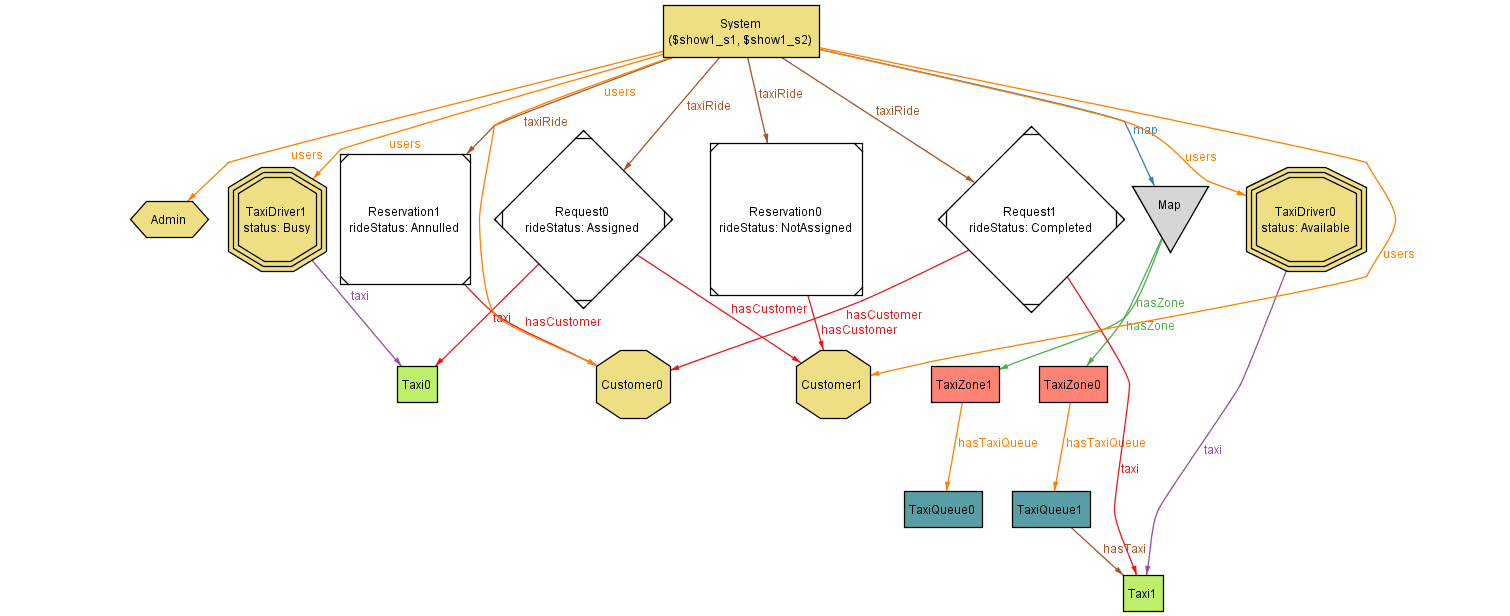 System
($show1_s1, $show1_s2)
users
taxiRide
taxiRide
taxiRide
taxiRide
map
users
users
users
Admin
TaxiDriver1
status: Busy
Reservation1
rideStatus: Annulled
Request0
rideStatus: Assigned
Reservation0
rideStatus: NotAssigned
Request1
rideStatus: Completed
Map
TaxiDriver0
status: Available
users
taxi
taxi
hasCustomer
hasCustomer
hasCustomer
hasCustomer
hasZone
hasZone
Taxi0
Customer0
Customer1
TaxiZone1
TaxiZone0
hasTaxiQueue
hasTaxiQueue
taxi
taxi
TaxiQueue0
TaxiQueue1
hasTaxi
Taxi1